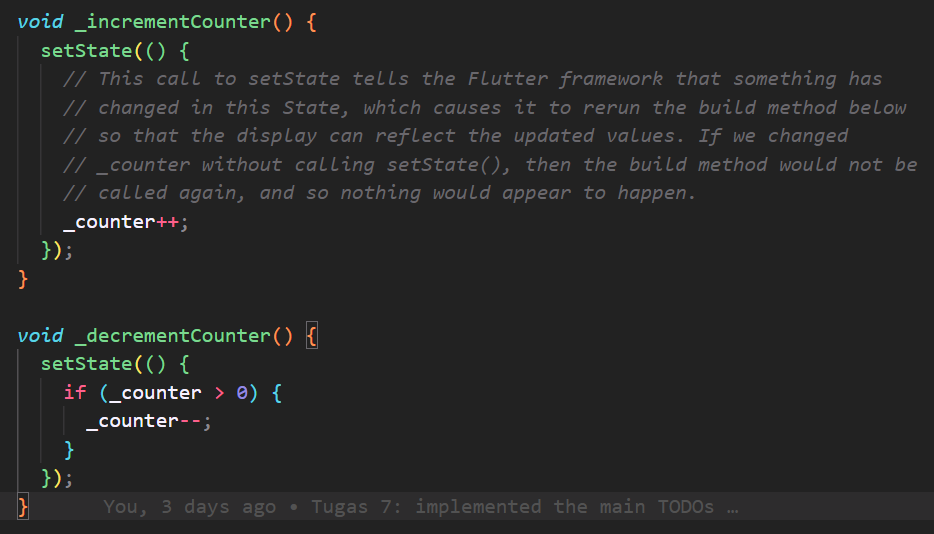 void _incrementCounter() {
  setState(() {
    // This call to setState tells the Flutter framework that something has
    // changed in this State, which causes it to rerun the build method below
    // so that the display can reflect the updated values. If we changed
    // _counter without calling setState(), then the build method would not be
    // called again, and so nothing would appear to happen.
    _counter++;
  });
}
void _decrementCounter() {
  setState(() {
    if (_counter > 0) {
      _counter--;
    }
  });
}       You, 3 days ago • Tugas 7: implemented the main TODOs …